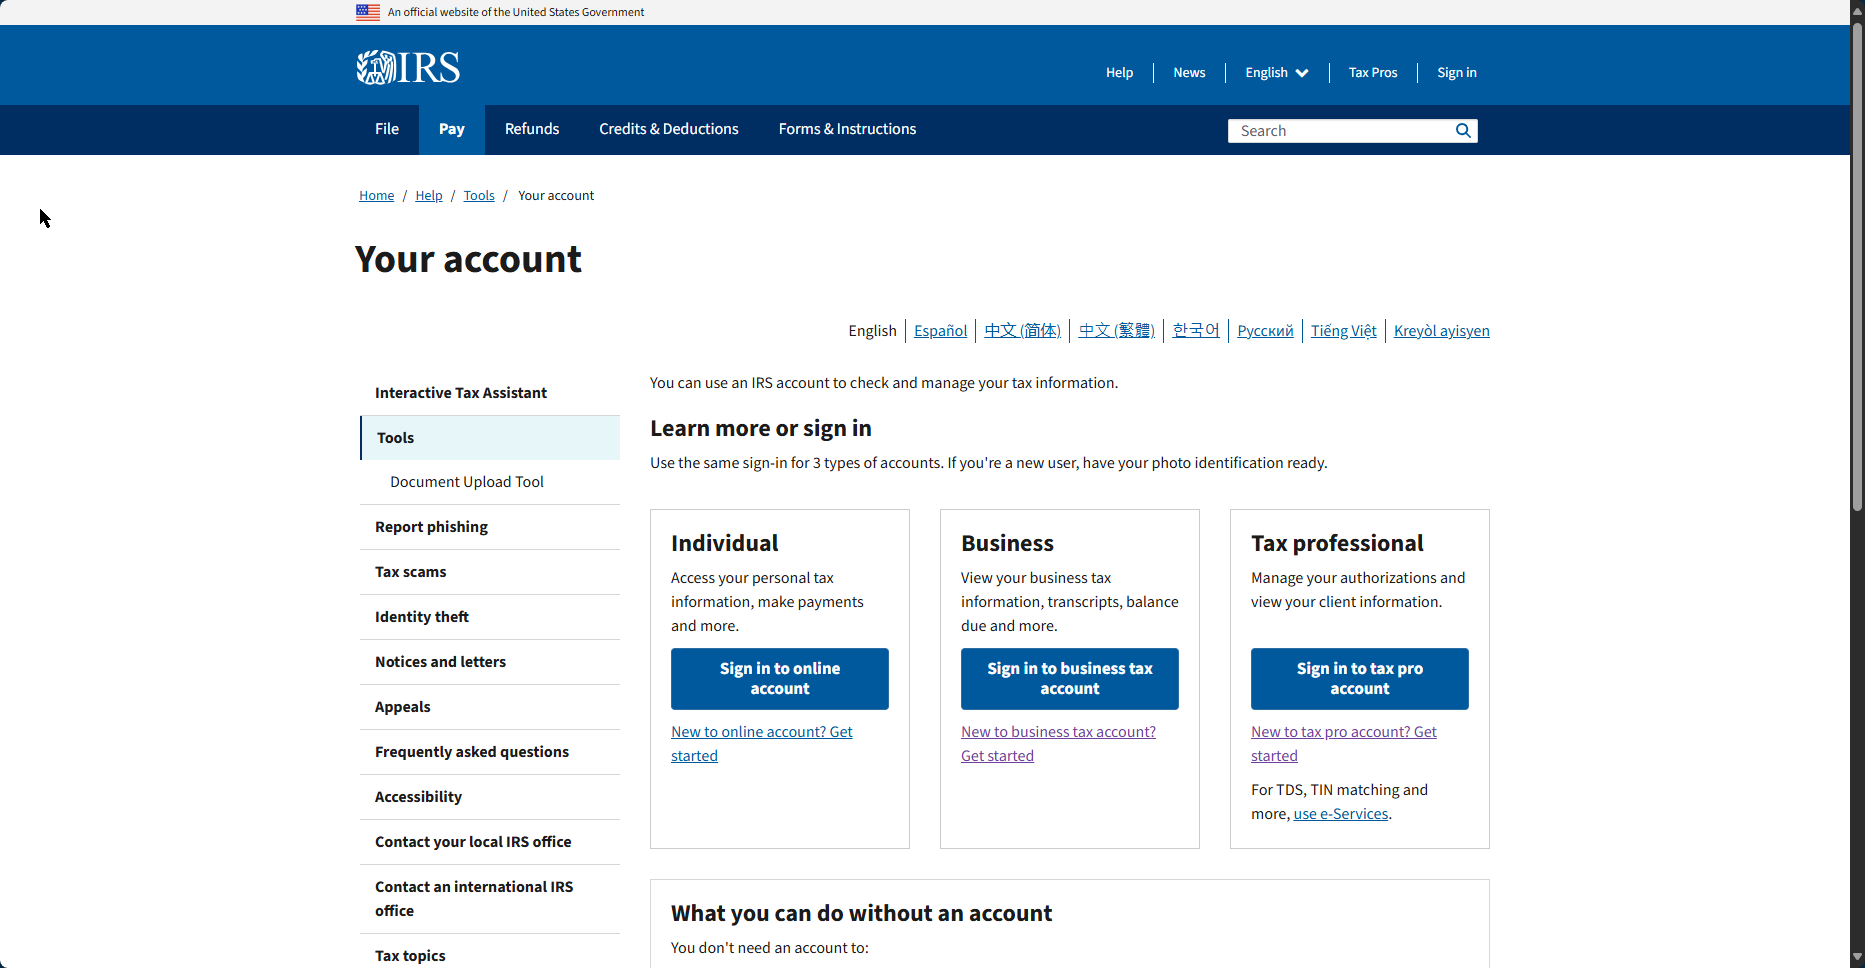 An official website of the United States Government
IRS
Help
News
English
Tax Pros
Sign in
File
Pay
Refunds
Credits & Deductions
Forms & Instructions
Search
Home / Help / Tools / Your account
Your account
English
Español
中文 (简体)
中文 (繁體)
한국어
Русский
Tiếng Việt
Kreyòl ayisyen
Interactive Tax Assistant
Tools
Document Upload Tool
Report phishing
Tax scams
Identity theft
Notices and letters
Appeals
Frequently asked questions
Accessibility
Contact your local IRS office
Contact an international IRS
office
Tax topics
You can use an IRS account to check and manage your tax information.
Learn more or sign in
Use the same sign-in for 3 types of accounts. If you're a new user, have your photo identification ready.
Individual
Access your personal tax
information, make payments
and more.
Sign in to online
account
New to online account? Get
started
Business
View your business tax
information, transcripts, balance
due and more.
Sign in to business tax
account
New to business tax account?
Get started
Tax professional
Manage your authorizations and
view your client information.
Sign in to tax pro
account
New to tax pro account? Get
started
For TDS, TIN matching and
more, use e-Services.
What you can do without an account
You don't need an account to: